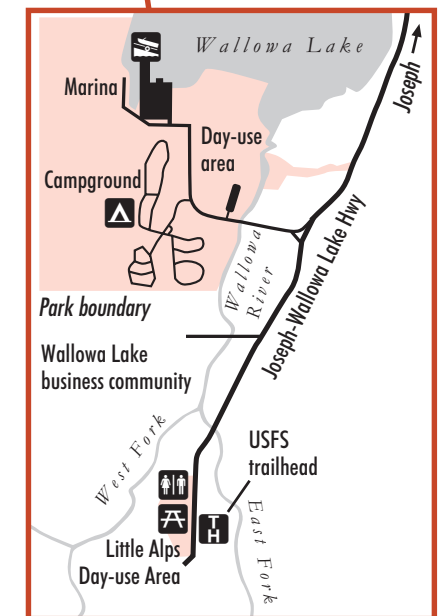 Wallowa Lake
Joseph
Marina
Day-use
area
Campground
Joseph-Wallowa Lake Hwy
Wallowa
River
Park boundary
Wallowa Lake
business community
West Fork
USFS
trailhead
T
H
East Fork
Little Alps
Day-use Area